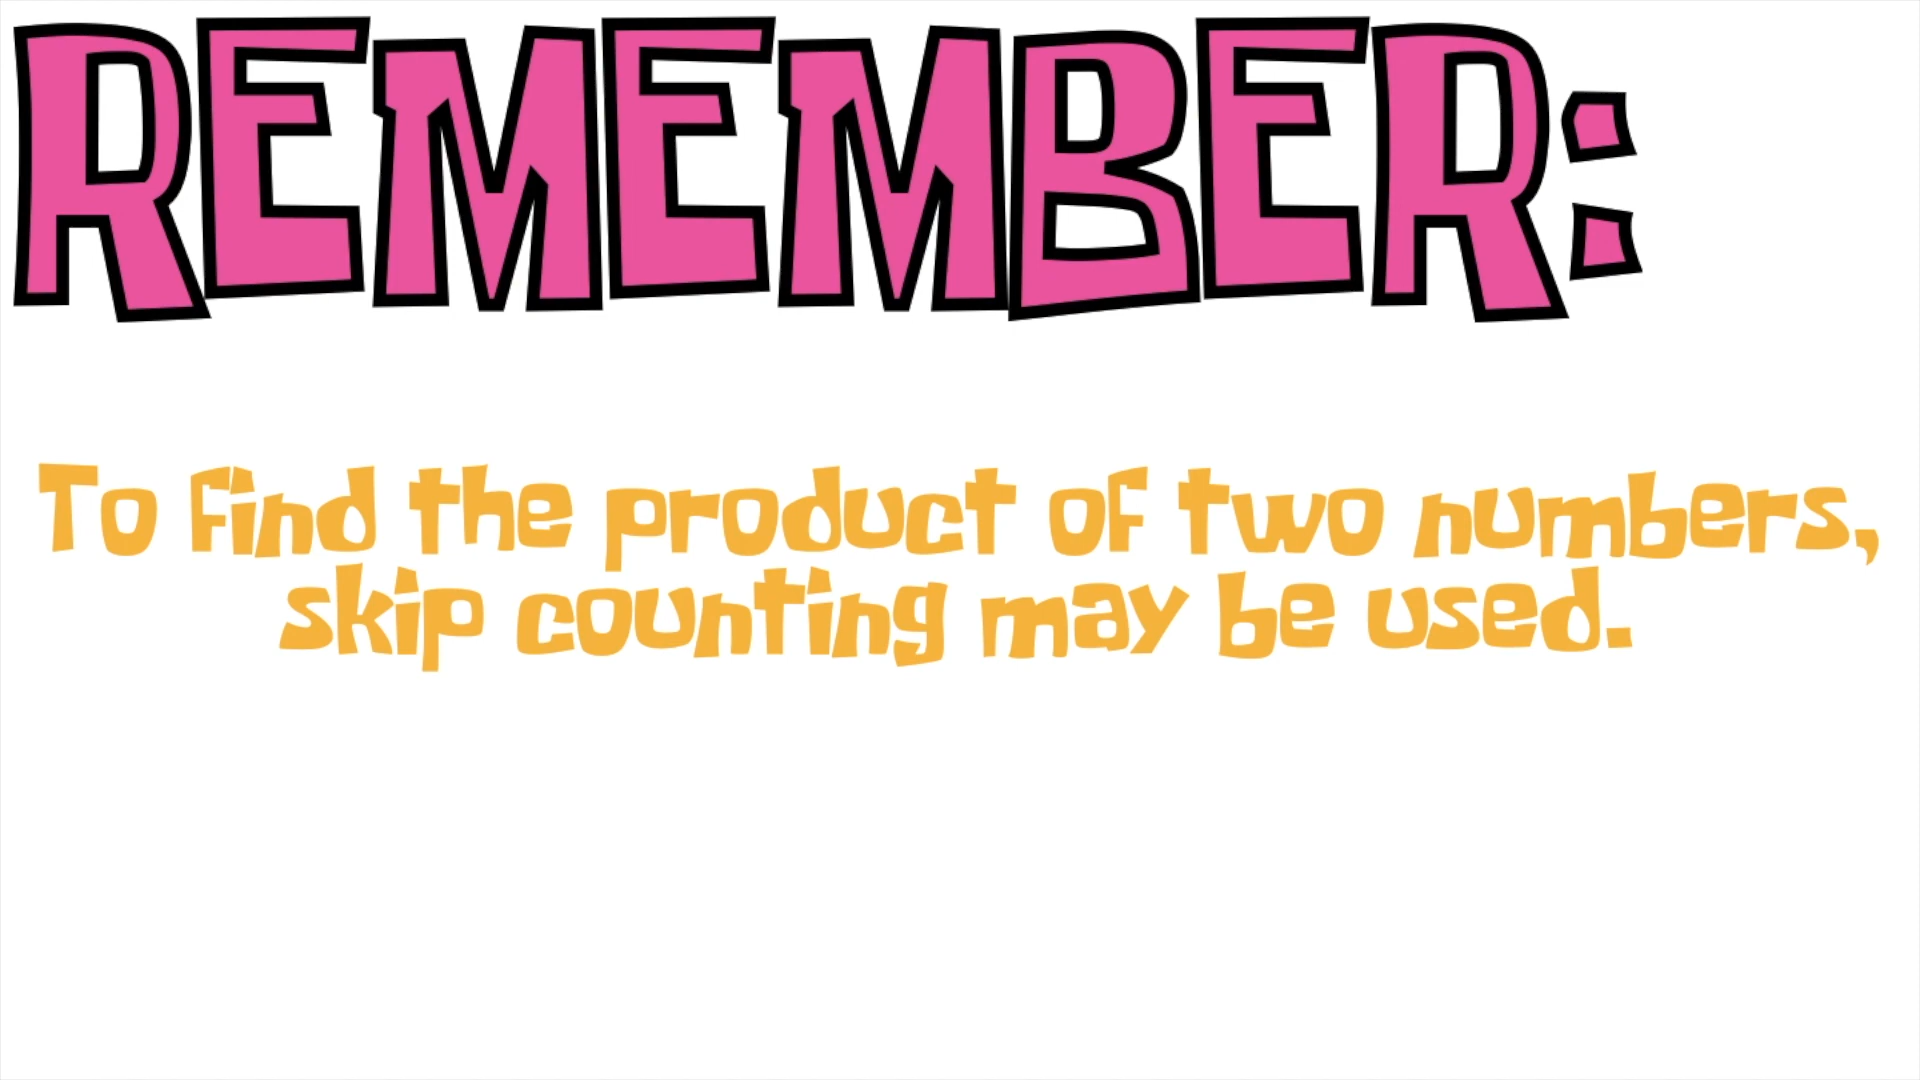 REMEMBER:
To find the product of two numbers,
skip counting may be used.